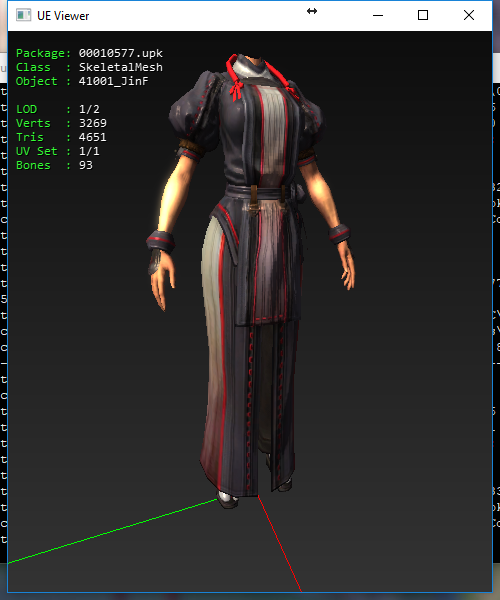 UE Viewer
Package: 00010577.upk
Class : SkeletalMesh
Object : 41001_JinF
LOD : 1/2
Verts : 3269
Tris : 4651
UV Set : 1/1
Bones : 93